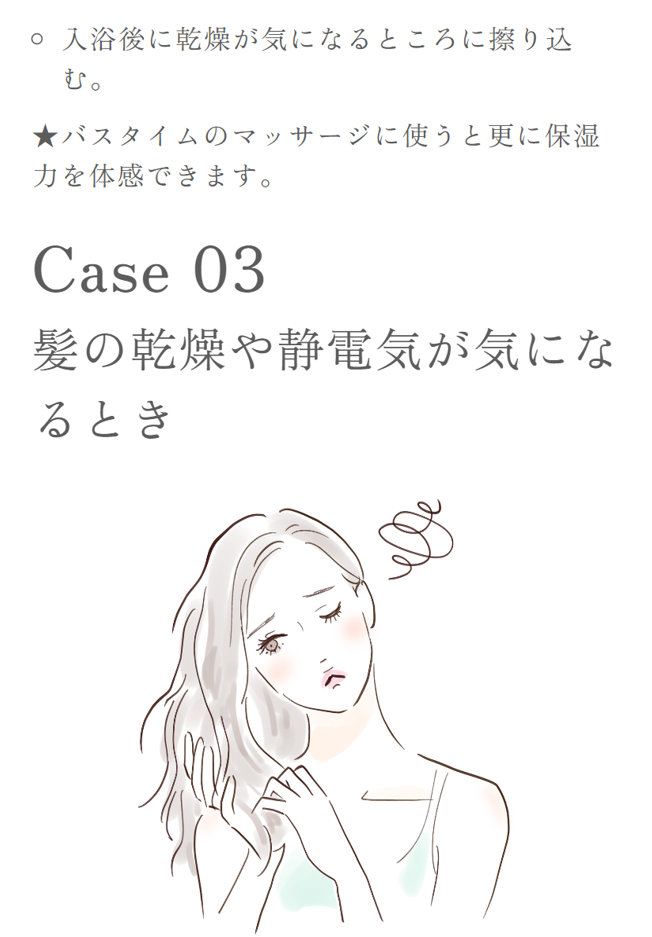 ○ 入浴後に乾燥が気になるところに擦り込
む。
★バスタイムのマッサージに使うと更に保湿
力を体感できます。
Case 03
髪の乾燥や静電気が気にな
るとき